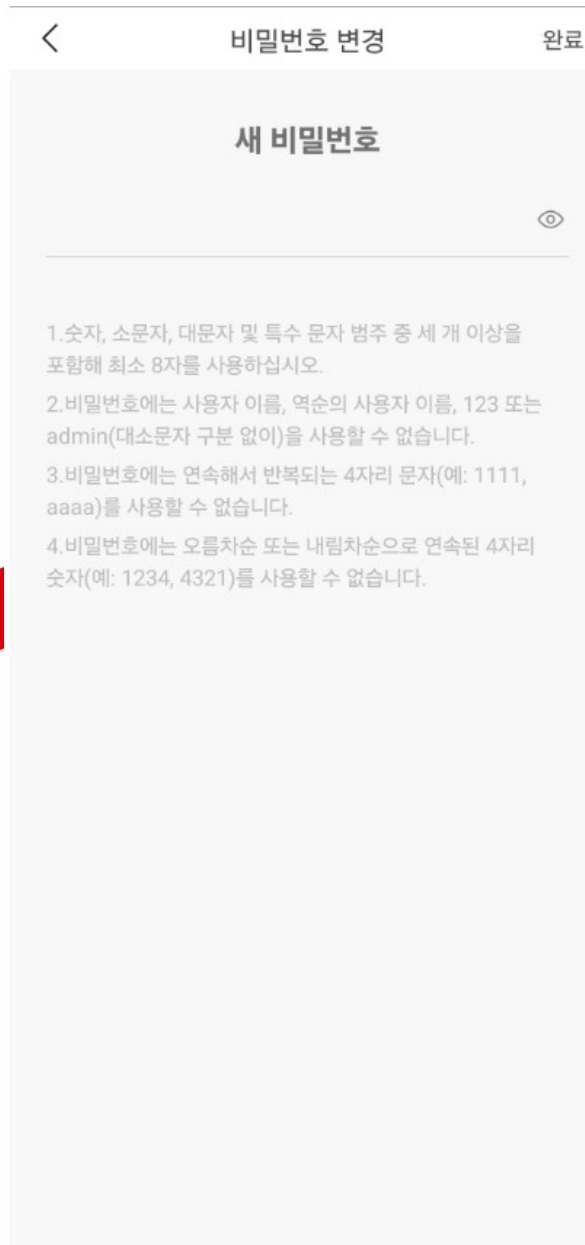 비밀번호 변경 완료
새 비밀번호
1.숫자, 소문자, 대문자 및 특수 문자 범주 중 세 개 이상을
포함해 최소 8자를 사용하십시오.
2.비밀번호에는 사용자 이름, 역순의 사용자 이름, 123 또는
admin(대소문자 구분 없이)을 사용할 수 없습니다.
3.비밀번호에는 연속해서 반복되는 4자리 문자(예: 1111,
aaaa)를 사용할 수 없습니다.
4.비밀번호에는 오름차순 또는 내림차순으로 연속된 4자리
숫자(예: 1234, 4321)를 사용할 수 없습니다.